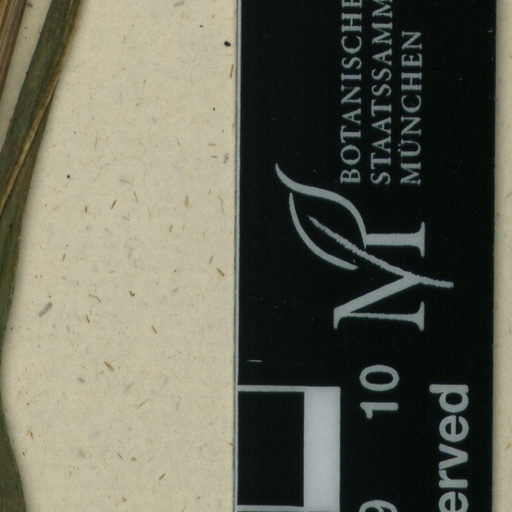 BOTANISCHE
STAATSSAMM
MÜNCHEN
M
9 10
erved